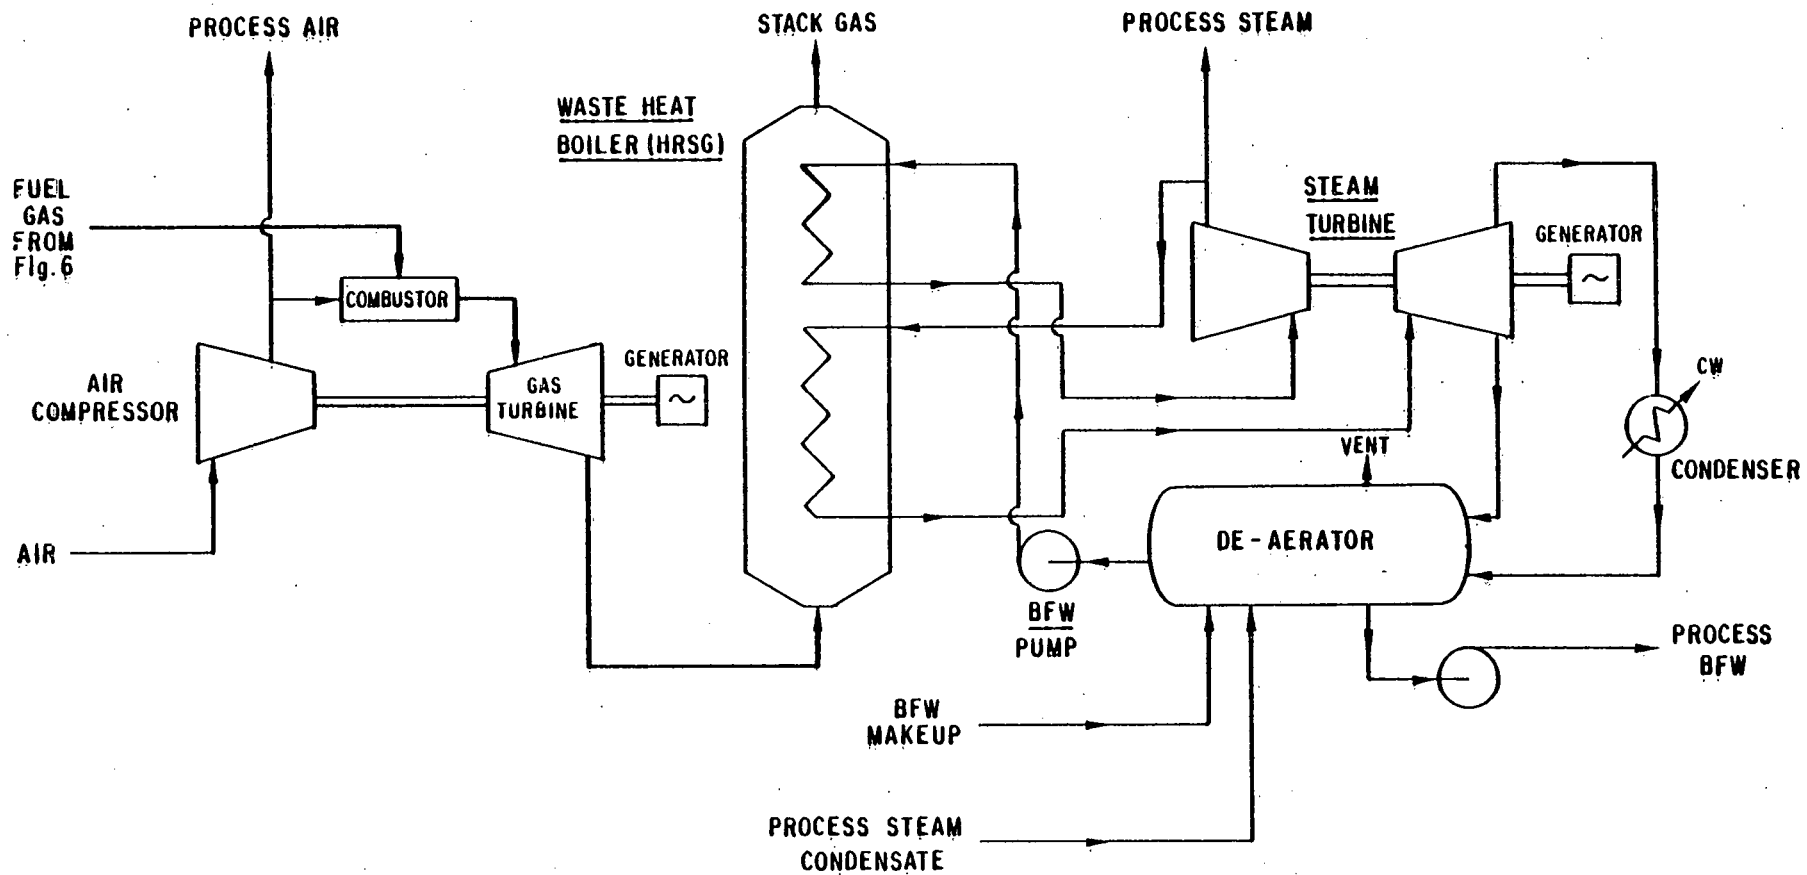 PROCESS AIR
STACK GAS
PROCESS STEAM
WASTE HEAT
BOILER (HRSG)
FUEL
GAS
FROM
FIg.6
STEAM
TURBINE
GENERATOR
~
COMBUSTOR
AIR
COMPRESSOR
GAS
TURBINE
GENERATOR
~
CW
CONDENSER
VENT
DE-AERATOR
AIR
BFW
PUMP
PROCESS
BFW
BFW
MAKEUP
PROCESS STEAM
CONDENSATE